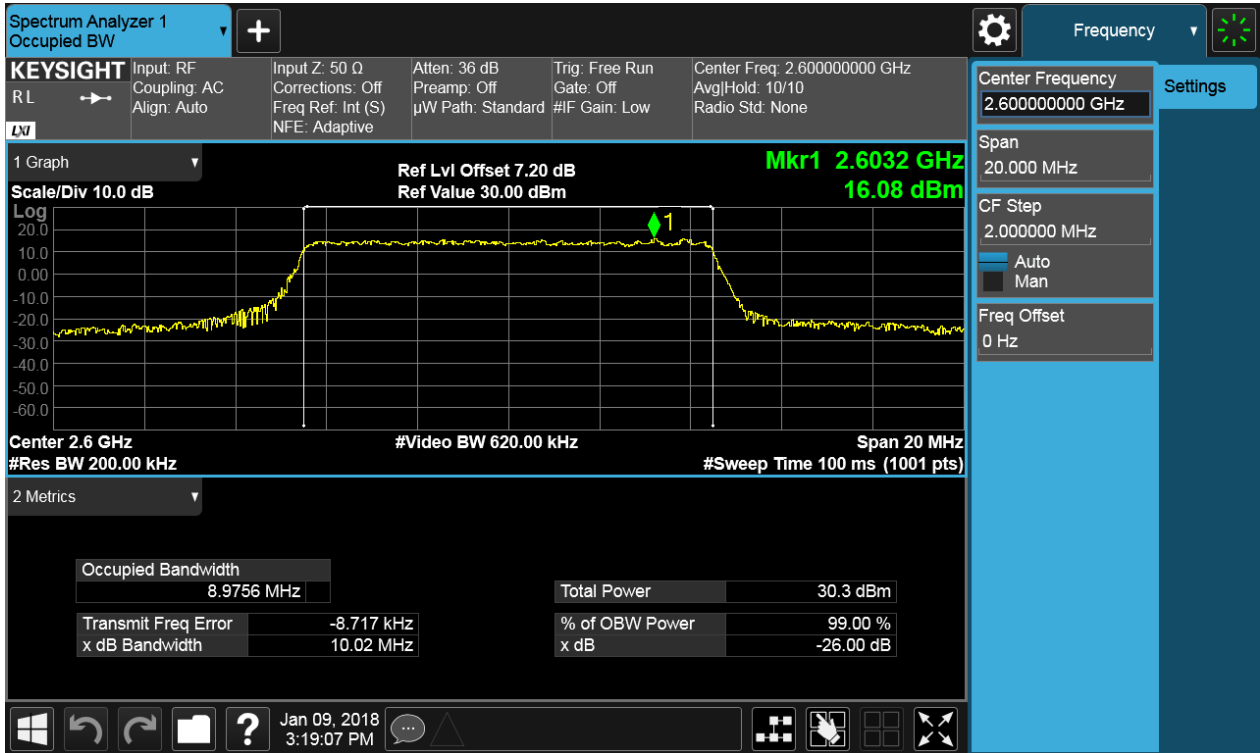 Spectrum Analyzer 1
Occupied BW
+
Frequency
KEYSIGHT
RL
LXI
Input: RF
Coupling: AC
Align: Auto
Input Z: 50 Ω
Corrections: Off
Freq Ref: Int (S)
NFE: Adaptive
Atten: 36 dB
Preamp: Off
µW Path: Standard
Trig: Free Run
Gate: Off
#IF Gain: Low
Center Freq: 2.600000000 GHz
Avg|Hold: 10/10
Radio Std: None
Center Frequency
2.600000000 GHz
Settings
Span
20.000 MHz
CF Step
2.000000 MHz
Auto
Man
Freq Offset
0 Hz
1 Graph
Scale/Div 10.0 dB
Ref Lvl Offset 7.20 dB
Ref Value 30.00 dBm
Mkr1 2.6032 GHz
16.08 dBm
Log
20.0
10.0
0.00
-10.0
-20.0
-30.0
-40.0
-50.0
-60.0
1
Center 2.6 GHz
#Video BW 620.00 kHz
Span 20 MHz
#Res BW 200.00 kHz
#Sweep Time 100 ms (1001 pts)
2 Metrics
Occupied Bandwidth
8.9756 MHz
Total Power 30.3 dBm
Transmit Freq Error -8.717 kHz
% of OBW Power 99.00 %
x dB Bandwidth 10.02 MHz
x dB -26.00 dB
?
Jan 09, 2018
3:19:07 PM